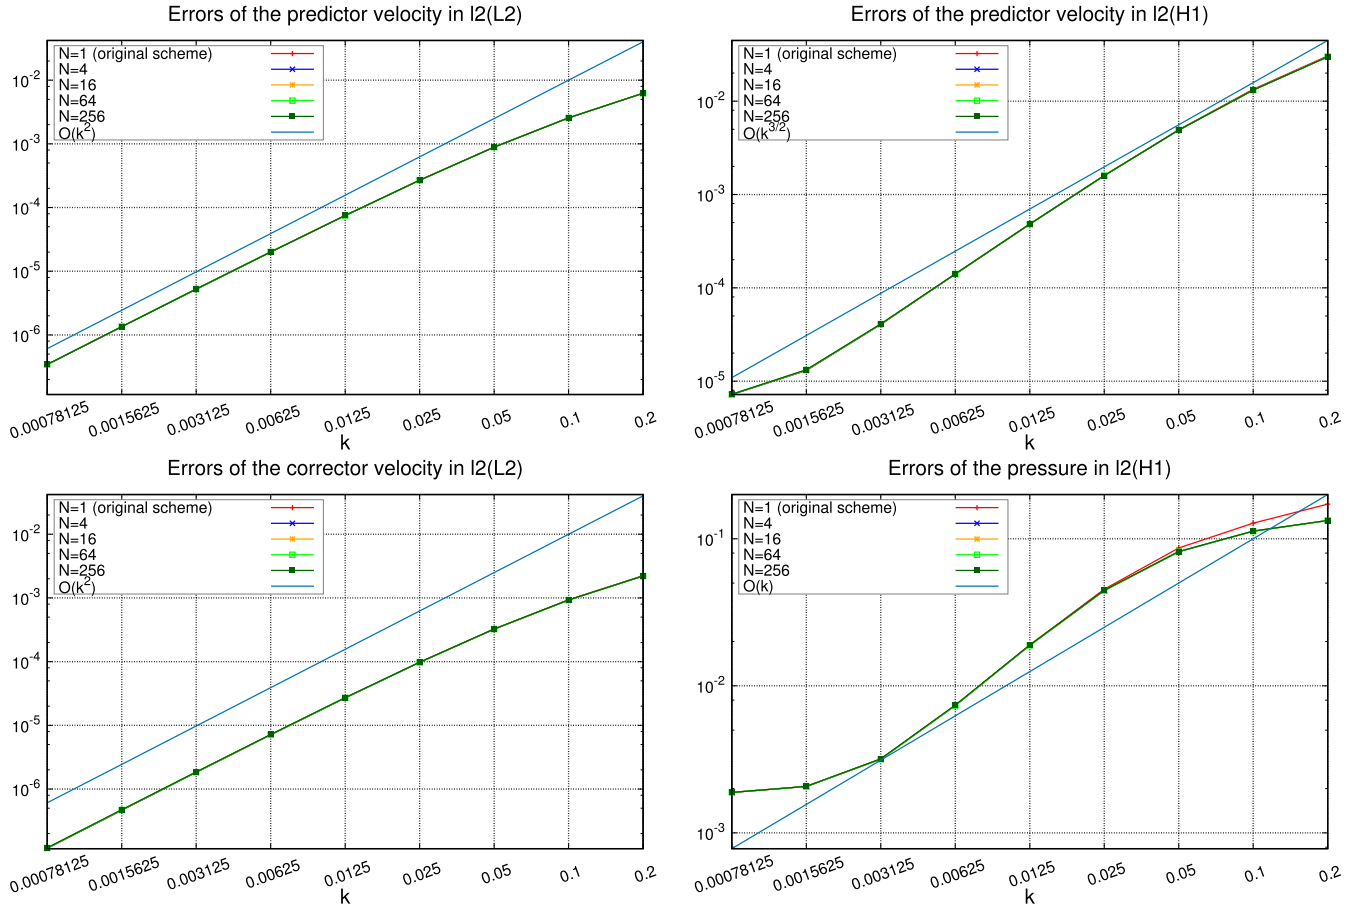 Errors of the predictor velocity in l2(L2)
N=1 (original scheme)
N=4
N=16
N=64
N=256
O(k^2)
10^-2
10^-3
10^-4
10^-5
10^-6
0.00078125
0.0015625
0.003125
0.00625
0.0125
0.025
0.05
0.1
0.2
k
Errors of the predictor velocity in l2(H1)
N=1 (original scheme)
N=4
N=16
N=64
N=256
O(k^3/2)
10^-2
10^-3
10^-4
10^-5
0.00078125
0.0015625
0.003125
0.00625
0.0125
0.025
0.05
0.1
0.2
k
Errors of the corrector velocity in l2(L2)
N=1 (original scheme)
N=4
N=16
N=64
N=256
O(k^2)
10^-2
10^-3
10^-4
10^-5
10^-6
0.00078125
0.0015625
0.003125
0.00625
0.0125
0.025
0.05
0.1
0.2
k
Errors of the pressure in l2(H1)
N=1 (original scheme)
N=4
N=16
N=64
N=256
O(k)
10^-1
10^-2
10^-3
0.00078125
0.0015625
0.003125
0.00625
0.0125
0.025
0.05
0.1
0.2
k